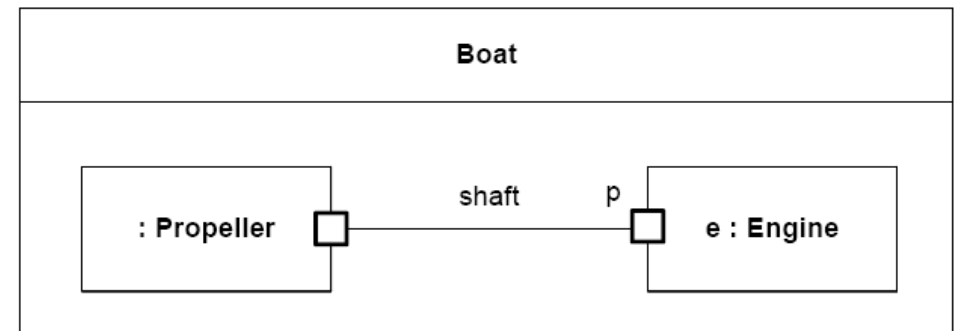 Boat
shaft
p
: Propeller
e : Engine